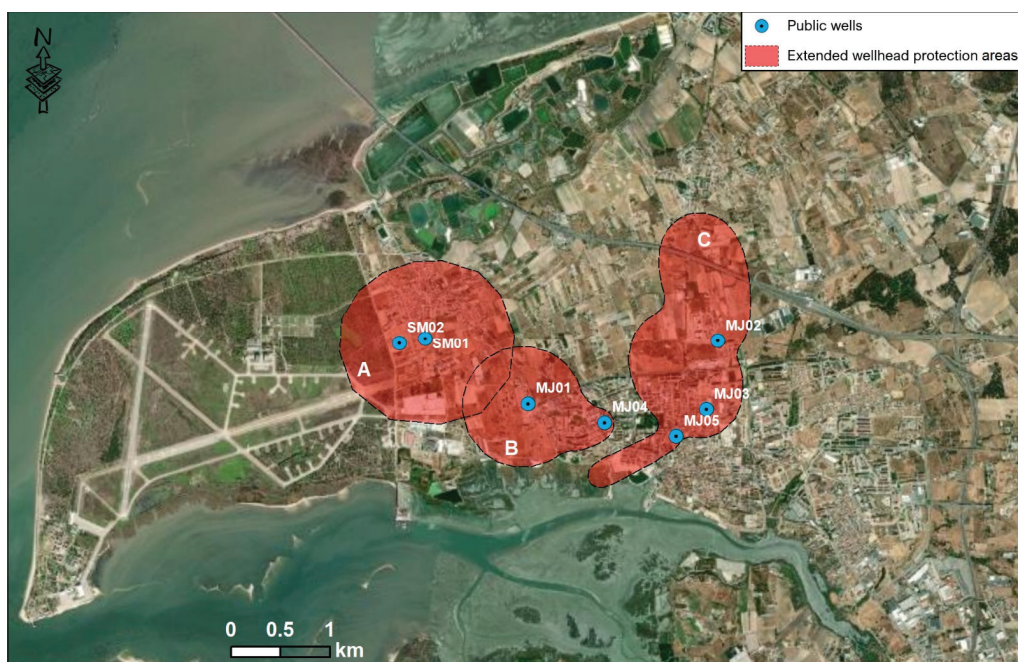 N
Public wells
Extended wellhead protection areas
C
SM02
SM01
MJ02
A
MJ01
MJ03
MJ04
MJ05
B
0 0.5 1
km